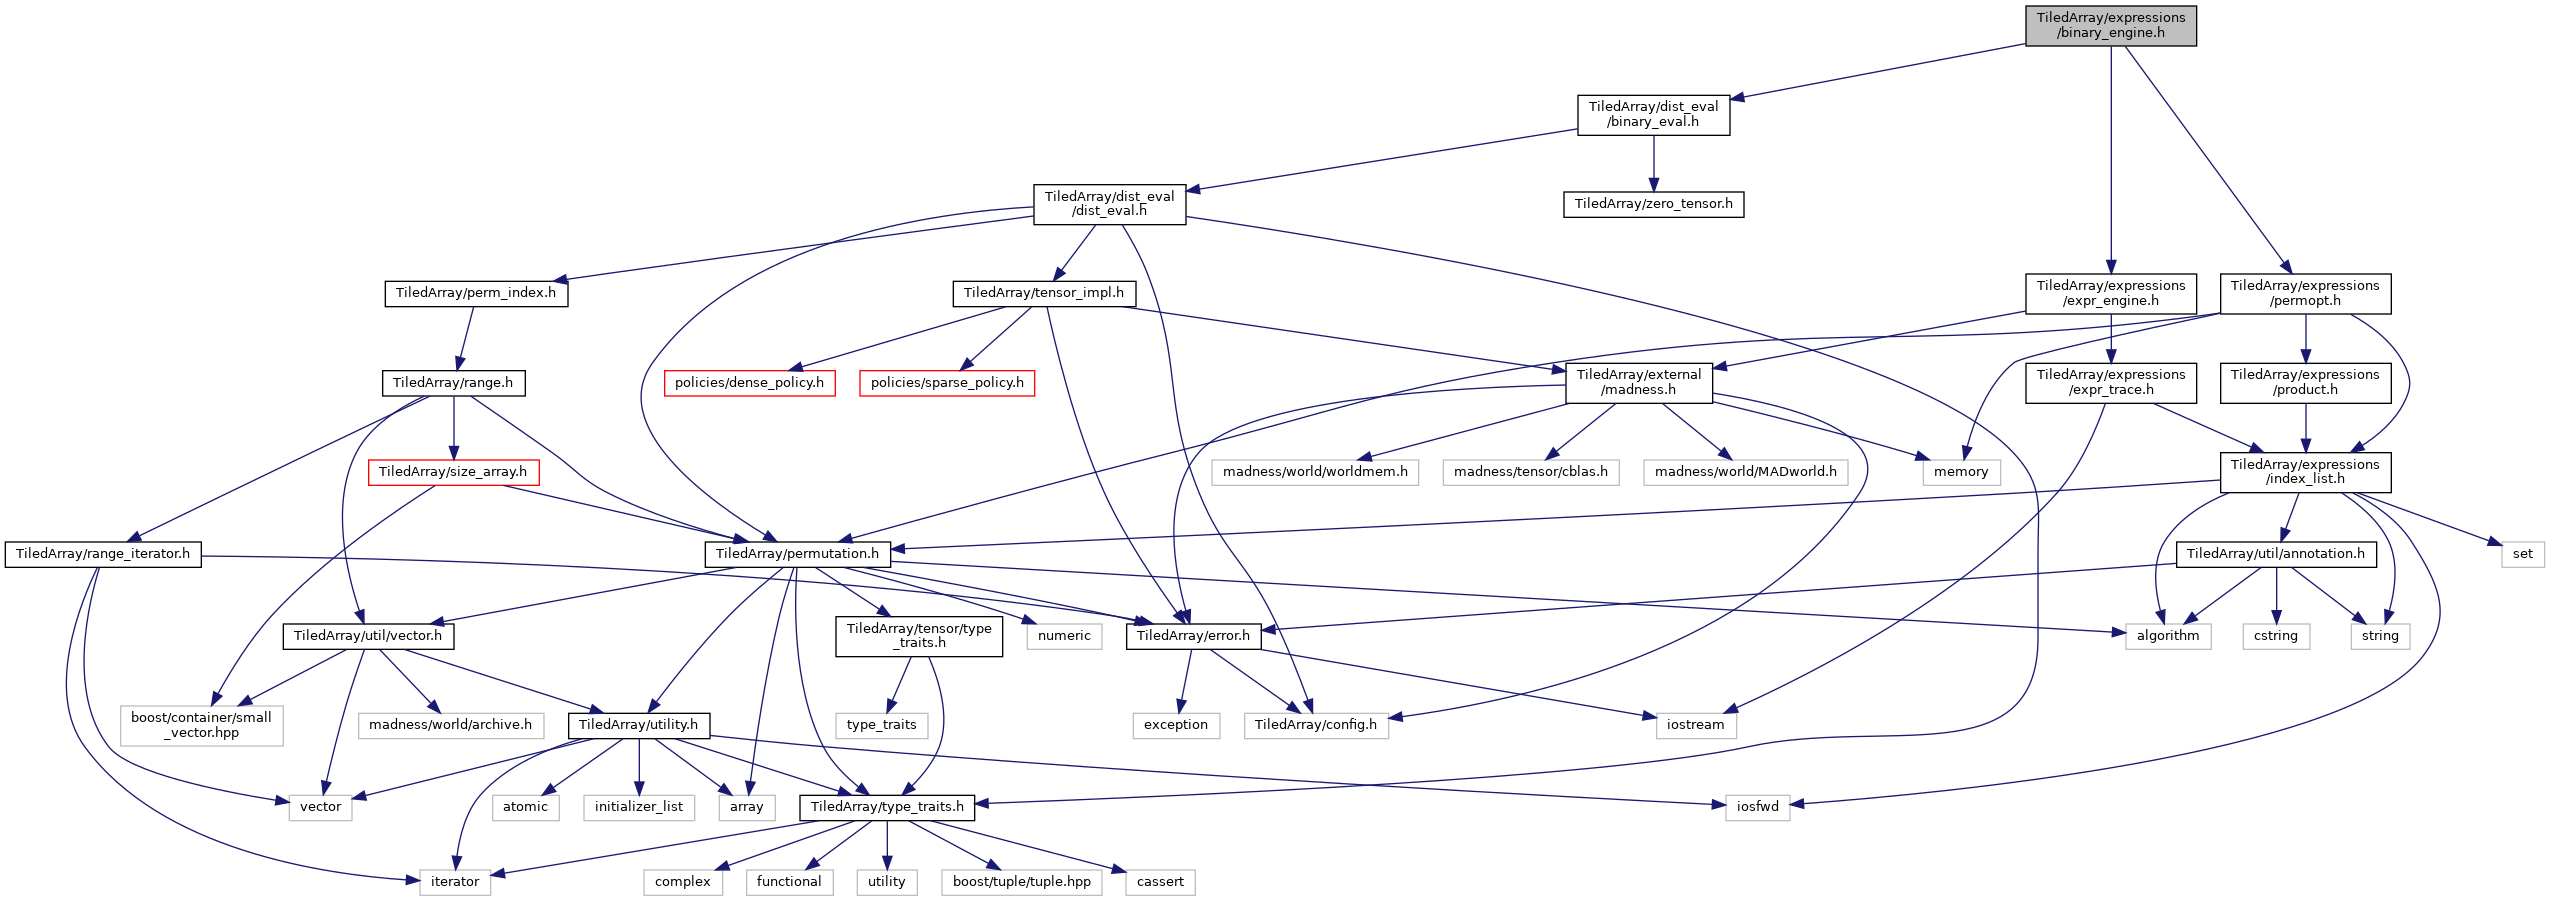 TiledArray/expressions
/binary_engine.h
TiledArray/dist_eval
/binary_eval.h
TiledArray/dist_eval
/dist_eval.h
TiledArray/zero_tensor.h
TiledArray/perm_index.h
TiledArray/tensor_impl.h
TiledArray/expressions
/expr_engine.h
TiledArray/expressions
/permopt.h
TiledArray/range.h
policies/dense_policy.h
policies/sparse_policy.h
TiledArray/external
/madness.h
TiledArray/expressions
/expr_trace.h
TiledArray/expressions
/product.h
TiledArray/size_array.h
madness/world/worldmem.h
madness/tensor/cblas.h
madness/world/MADworld.h
memory
TiledArray/expressions
/index_list.h
TiledArray/range_iterator.h
TiledArray/permutation.h
TiledArray/util/annotation.h
set
TiledArray/util/vector.h
TiledArray/tensor/type
_traits.h
numeric
TiledArray/error.h
algorithm
cstring
string
boost/container/small
_vector.hpp
madness/world/archive.h
TiledArray/utility.h
type_traits
exception
TiledArray/config.h
iostream
vector
atomic
initializer_list
array
TiledArray/type_traits.h
iosfwd
iterator
complex
functional
utility
boost/tuple/tuple.hpp
cassert